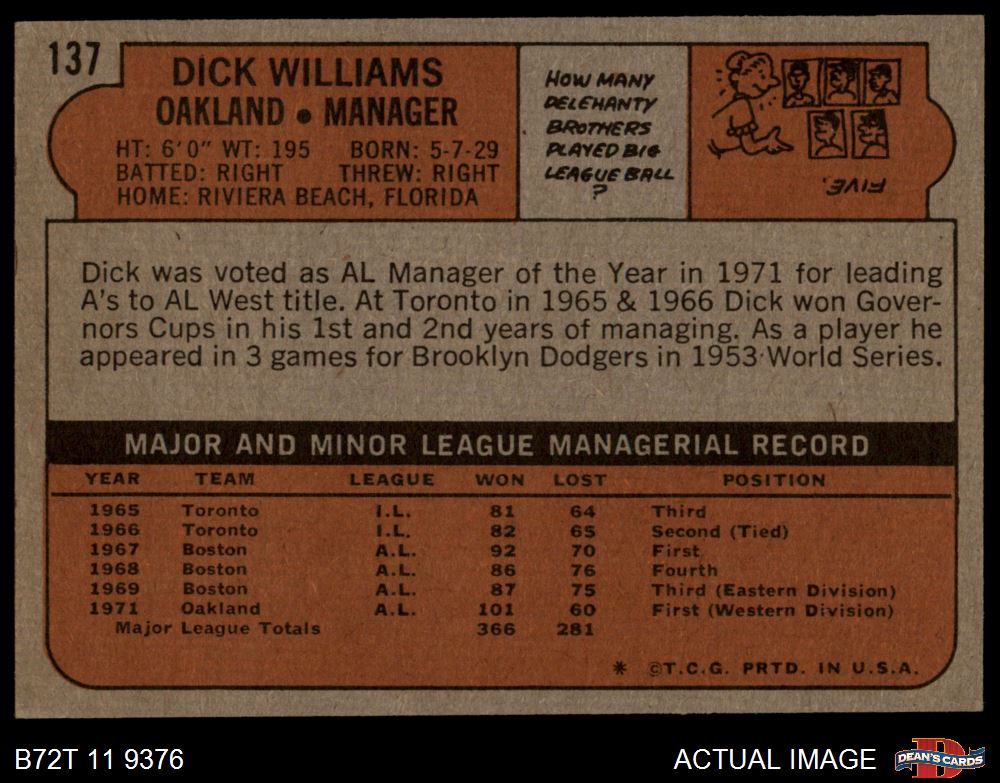 137
DICK WILLIAMS
OAKLAND • MANAGER
HT: 6'0" WT: 195 BORN: 5-7-29
BATTED: RIGHT THREW: RIGHT
HOME: RIVIERA BEACH, FLORIDA
HOW MANY
DELEHANTY
BROTHERS
PLAYED BIG
LEAGUE BALL
?
FIVE.
Dick was voted as AL Manager of the Year in 1971 for leading
A's to AL West title. At Toronto in 1965 & 1966 Dick won Gover-
nors Cups in his 1st and 2nd years of managing. As a player he
appeared in 3 games for Brooklyn Dodgers in 1953 World Series.
MAJOR AND MINOR LEAGUE MANAGERIAL RECORD
YEAR TEAM LEAGUE WON LOST POSITION
1965 Toronto I.L. 81 64 Third
1966 Toronto I.L. 82 65 Second (Tied)
1967 Boston A.L. 92 70 First
1968 Boston A.L. 86 76 Fourth
1969 Boston A.L. 87 75 Third (Eastern Division)
1971 Oakland A.L. 101 60 First (Western Division)
Major League Totals 366 281
* ©T.C.G. PRTD. IN U.S.A.
B72T 11 9376
ACTUAL IMAGE
D
DEAN'S CARDS